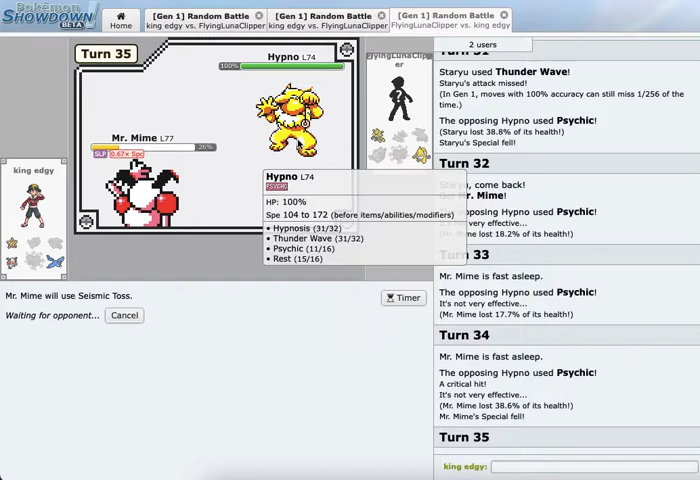 Pokémon
SHOWDOWN
BETA
Home
[Gen 1] Random Battle
king edgy vs. FlyingLunaClipper
[Gen 1] Random Battle
king edgy vs. FlyingLunaClipper
[Gen 1] Random Battle
FlyingLunaClipper vs. king edgy
2 users
Turn 35
Hypno L74
100%
FlyingLunaClipp
er
Mr. Mime L77
26%
SLP 0.67× Spc
king edgy
Hypno L74
PSYCHC
HP: 100%
Spe 104 to 172 (before items/abilities/modifiers)
• Hypnosis (31/32)
• Thunder Wave (31/32)
• Psychic (11/16)
• Rest (15/16)
Mr. Mime will use Seismic Toss.
Timer
Waiting for opponent...
Cancel
Staryu used Thunder Wave!
Staryu's attack missed!
(In Gen 1, moves with 100% accuracy can still miss 1/256 of the
time.)
The opposing Hypno used Psychic!
(Staryu lost 38.8% of its health!)
Staryu's Special fell!
Turn 32
Staryu, come back!
Mr. Mime!
opposing Hypno used Psychic!
very effective...
(Mr. Mime lost 18.2% of its health!)
Turn 33
Mr. Mime is fast asleep.
The opposing Hypno used Psychic!
It's not very effective...
(Mr. Mime lost 17.7% of its health!)
Turn 34
Mr. Mime is fast asleep.
The opposing Hypno used Psychic!
A critical hit!
It's not very effective...
(Mr. Mime lost 38.6% of its health!)
Mr. Mime's Special fell!
Turn 35
king edgy: